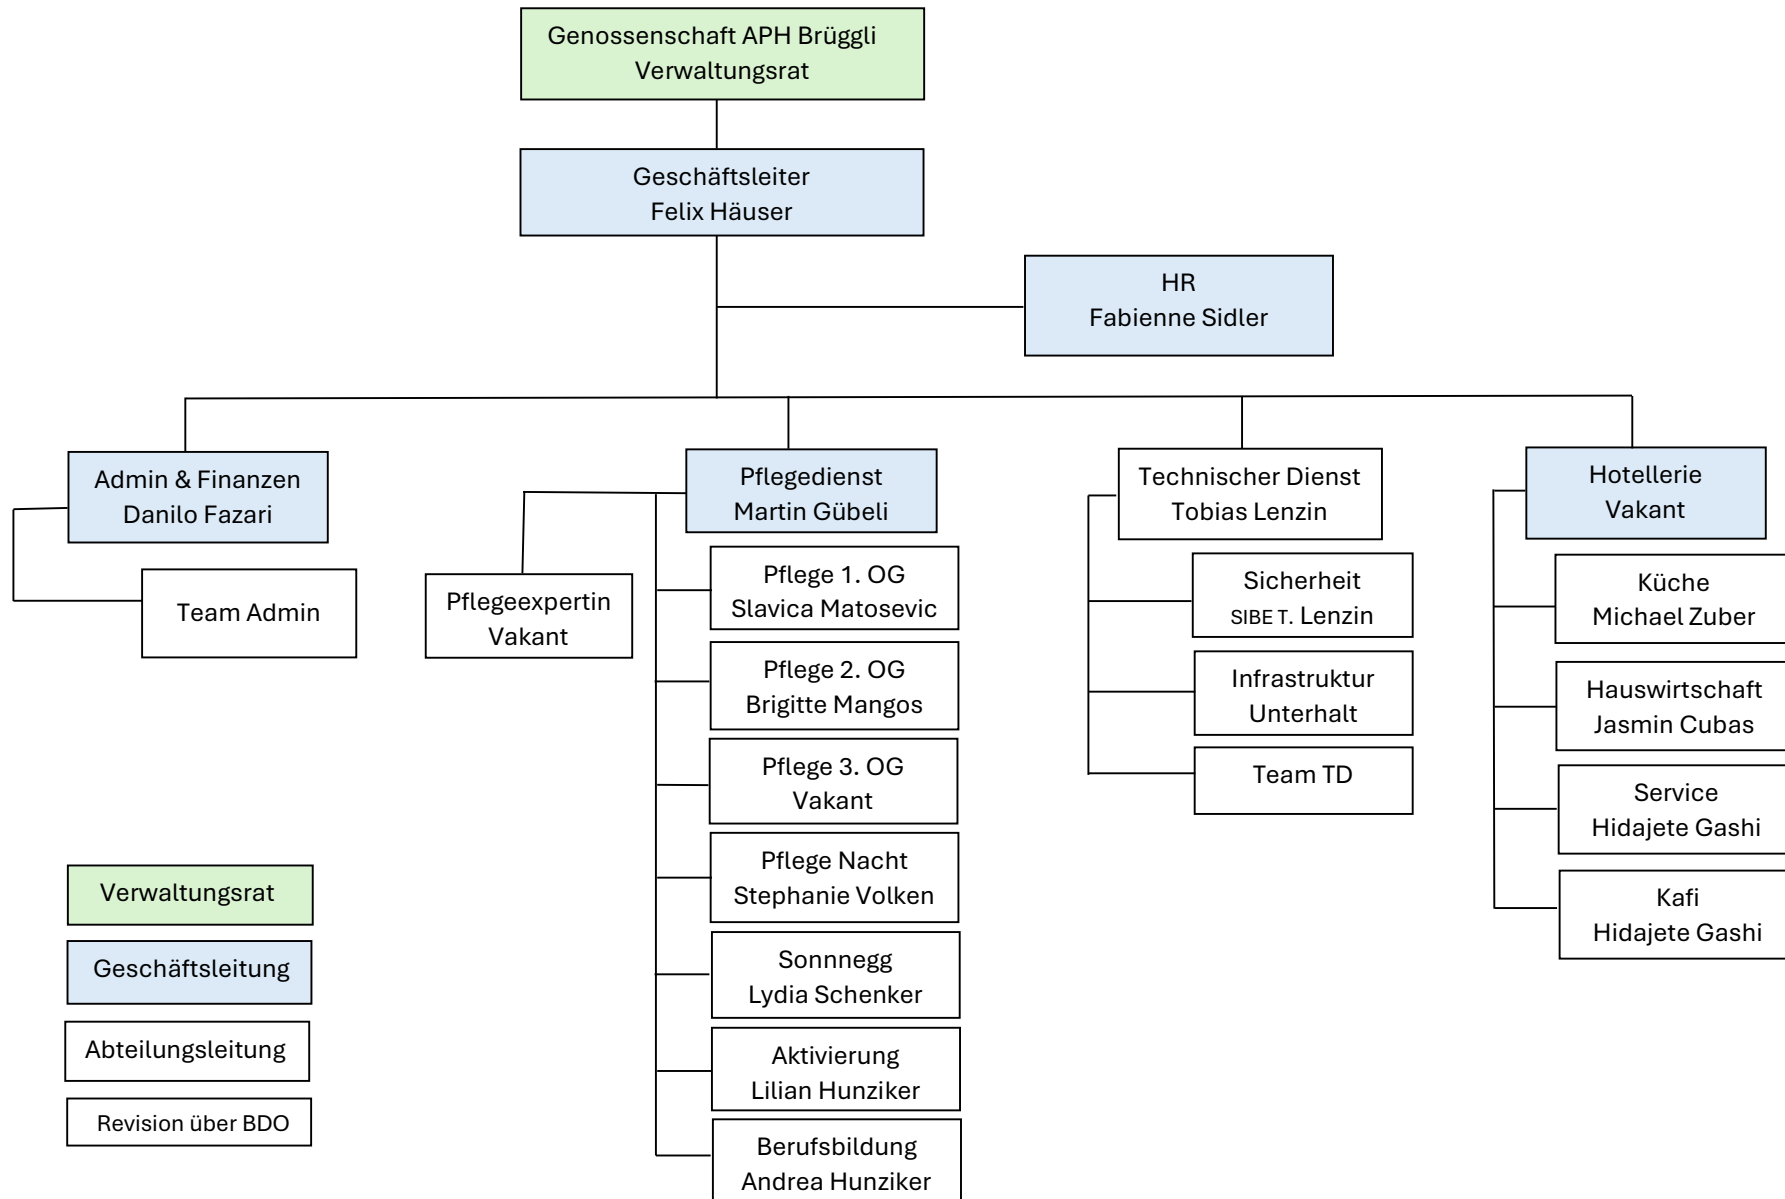 Genossenschaft APH Brüggli
Verwaltungsrat
Geschäftsleiter
Felix Häuser
HR
Fabienne Sidler
Admin & Finanzen
Danilo Fazari
Team Admin
Pflegedienst
Martin Gübeli
Pflegeexpertin
Vakant
Pflege 1. OG
Slavica Matosevic
Pflege 2. OG
Brigitte Mangos
Pflege 3. OG
Vakant
Pflege Nacht
Stephanie Volken
Sonnnegg
Lydia Schenker
Aktivierung
Lilian Hunziker
Berufsbildung
Andrea Hunziker
Technischer Dienst
Tobias Lenzin
Sicherheit
SIBE T. Lenzin
Infrastruktur
Unterhalt
Team TD
Hotellerie
Vakant
Küche
Michael Zuber
Hauswirtschaft
Jasmin Cubas
Service
Hidajete Gashi
Kafi
Hidajete Gashi
Verwaltungsrat
Geschäftsleitung
Abteilungsleitung
Revision über BDO